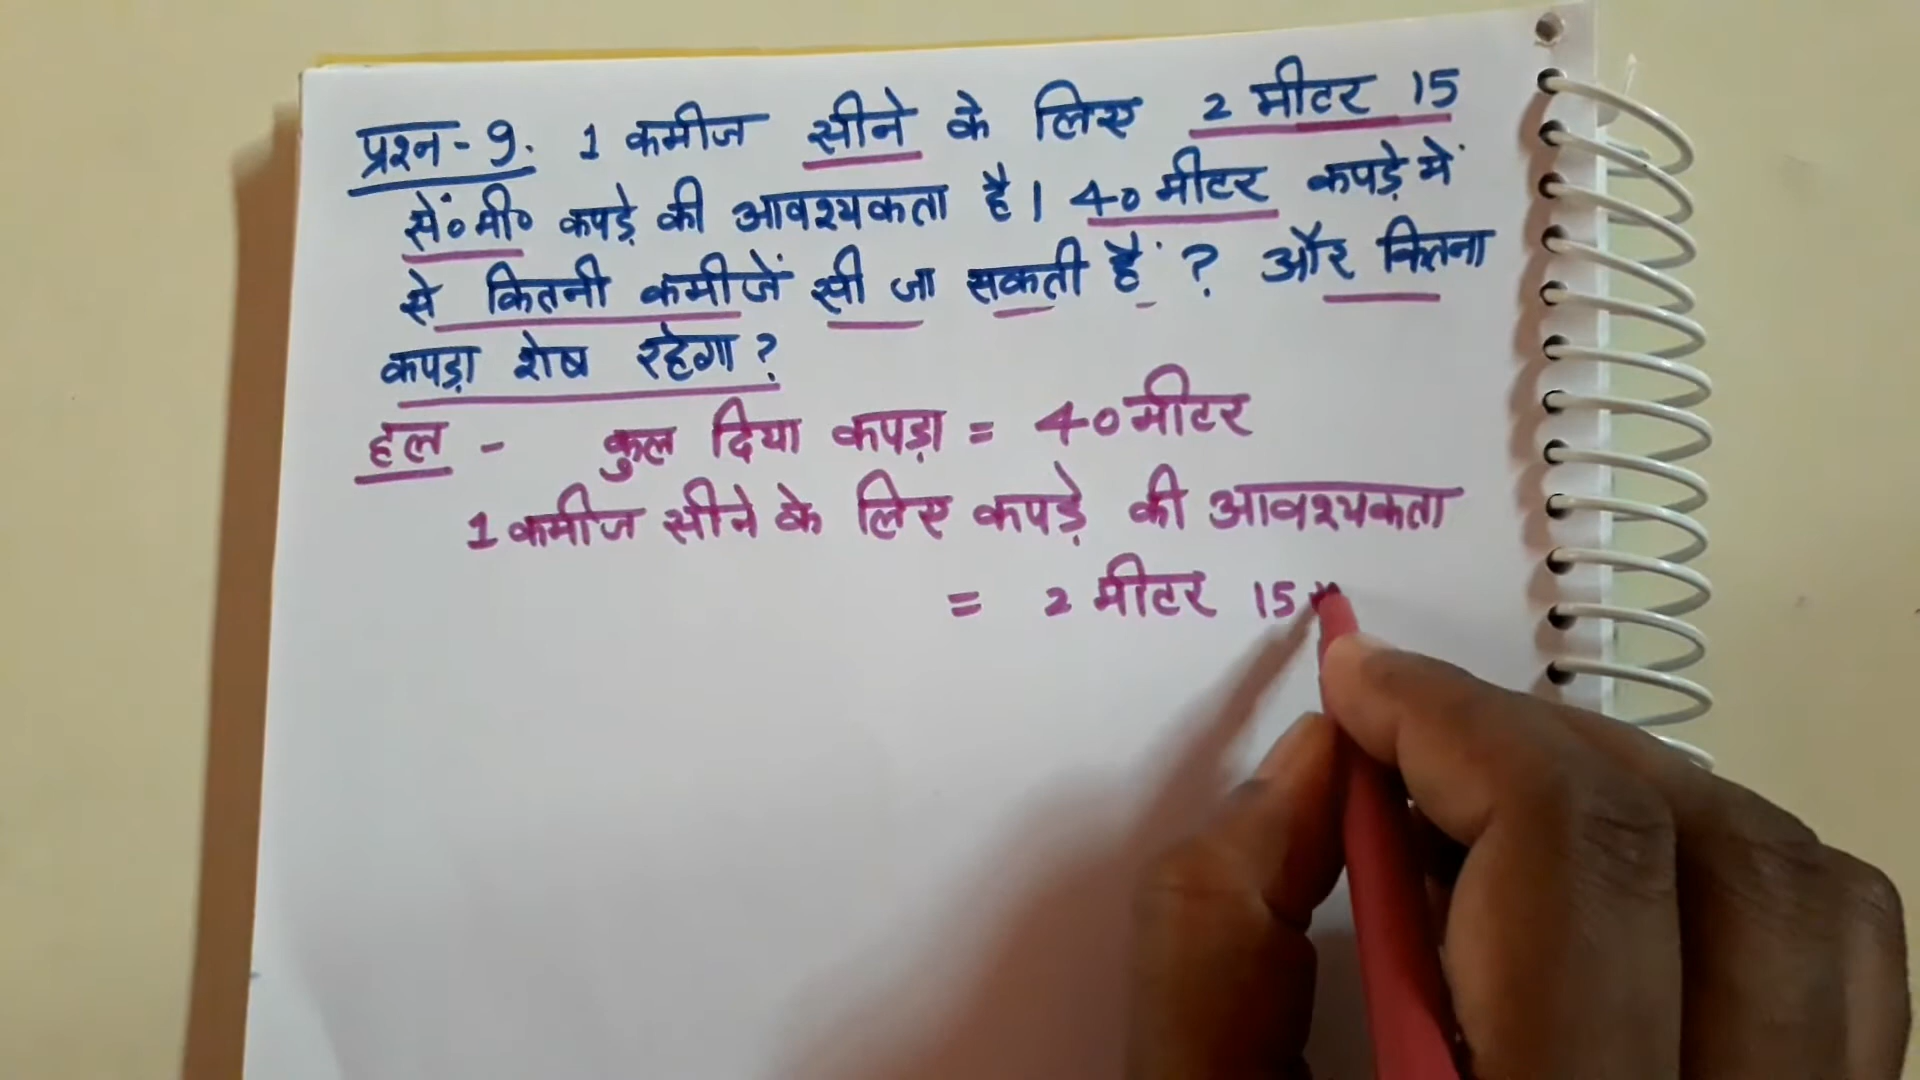 प्रश्न-9. 1 कमीज सीने के लिए 2 मीटर 15
सें०मी० कपड़े की आवश्यकता है। 40 मीटर कपड़े में
से कितनी कमीजें सी जा सकती हैं ? और कितना
कपड़ा शेष रहेगा?
हल - कुल दिया कपड़ा = 40 मीटर
1 कमीज सीने के लिए कपड़े की आवश्यकता
= 2 मीटर 15